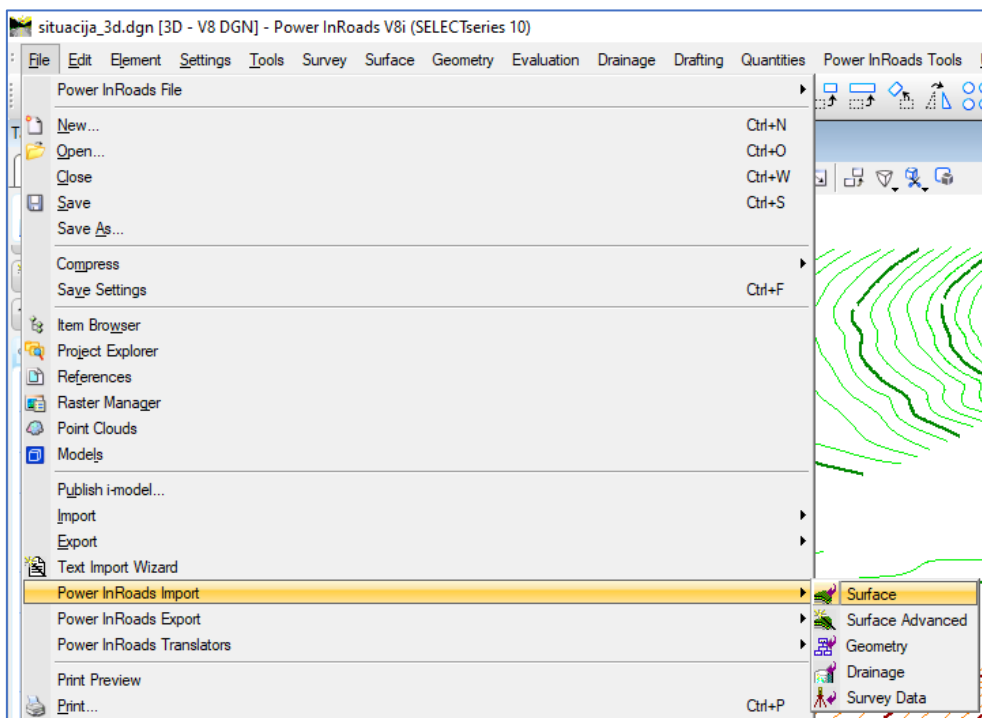 situacija_3d.dgn [3D - V8 DGN] - Power InRoads V8i (SELECTseries 10)
File Edit Element Settings Tools Survey Surface Geometry Evaluation Drainage Drafting Quantities Power InRoads Tools
Power InRoads File
New... Ctrl+N
Open... Ctrl+O
Close Ctrl+W
Save Ctrl+S
Save As...
Compress
Save Settings Ctrl+F
Item Browser
Project Explorer
References
Raster Manager
Point Clouds
Models
Publish i-model...
Import
Export
Text Import Wizard
Power InRoads Import
Surface
Power InRoads Export
Surface Advanced
Power InRoads Translators
Geometry
Print Preview
Drainage
Print... Ctrl+P
Survey Data